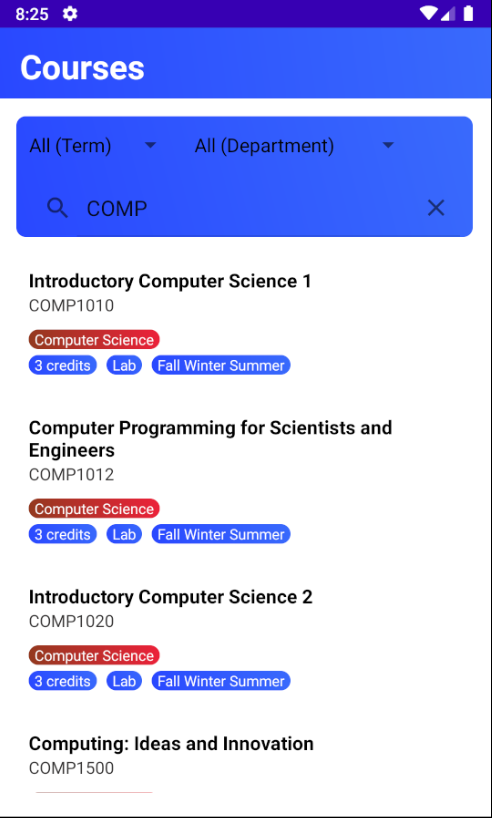 8:25
Courses
All (Term) All (Department)
COMP
Introductory Computer Science 1
COMP1010
Computer Science
3 credits Lab Fall Winter Summer
Computer Programming for Scientists and
Engineers
COMP1012
Computer Science
3 credits Lab Fall Winter Summer
Introductory Computer Science 2
COMP1020
Computer Science
3 credits Lab Fall Winter Summer
Computing: Ideas and Innovation
COMP1500